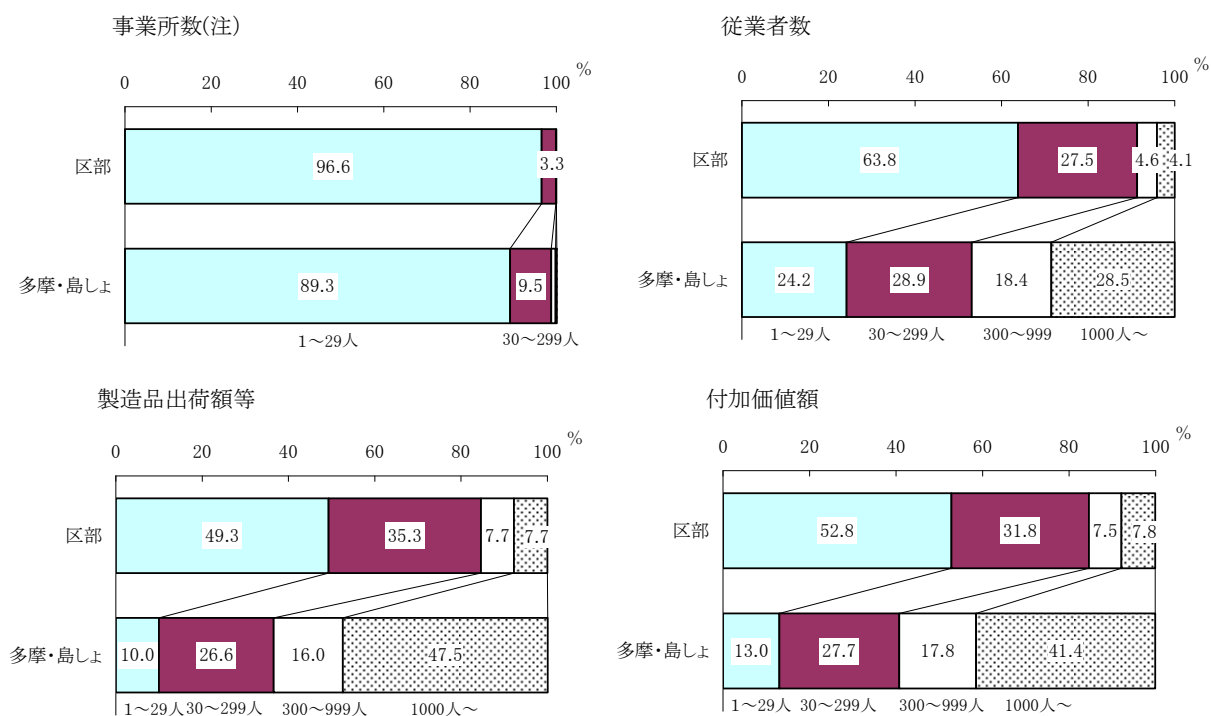 事業所数(注)
0 20 40 60 80 100 %
区部 96.6 3.3
多摩・島しょ 89.3 9.5
1～29人 30～299人
従業者数
0 20 40 60 80 100 %
区部 63.8 27.5 4.6 4.1
多摩・島しょ 24.2 28.9 18.4 28.5
1～29人 30～299人 300～999 1000人～
製造品出荷額等
0 20 40 60 80 100 %
区部 49.3 35.3 7.7 7.7
多摩・島しょ 10.0 26.6 16.0 47.5
1～29人 30～299人 300～999人 1000人～
付加価値額
0 20 40 60 80 100 %
区部 52.8 31.8 7.5 7.8
多摩・島しょ 13.0 27.7 17.8 41.4
1～29人 30～299人 300～999人 1000人～